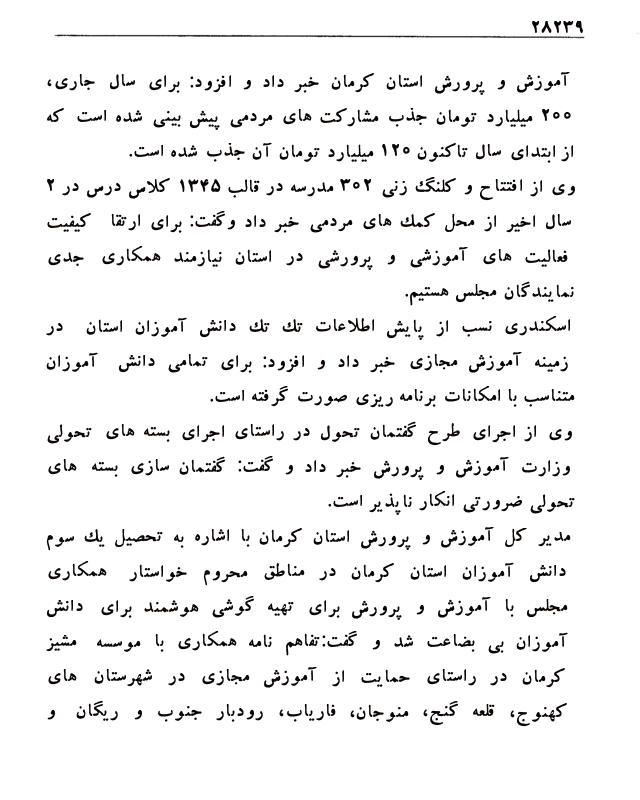 ۲۸۲۳۹
آموزش و پرورش استان کرمان خبر داد و افزود: برای سال جاری،
۲۰۰ میلیارد تومان جذب مشارکت های مردمی پیش بینی شده است که
از ابتدای سال تاکنون ۱۲۰ میلیارد تومان آن جذب شده است.
وی از افتتاح و کلنگ زنی ۳۰۲ مدرسه در قالب ۱۳۴۵ کلاس درس در ۲
سال اخیر از محل کمک های مردمی خبر داد وگفت: برای ارتقا کیفیت
فعالیت های آموزشی و پرورشی در استان نیازمند همکاری جدی
نمایندگان مجلس هستیم.
اسکندری نسب از پایش اطلاعات تک تک دانش آموزان استان در
زمینه آموزش مجازی خبر داد و افزود: برای تمامی دانش آموزان
متناسب با امکانات برنامه ریزی صورت گرفته است.
وی از اجرای طرح گفتمان تحول در راستای اجرای بسته های تحولی
وزارت آموزش و پرورش خبر داد و گفت: گفتمان سازی بسته های
تحولی ضرورتی انکار ناپذیر است.
مدیر کل آموزش و پرورش استان کرمان با اشاره به تحصیل یک سوم
دانش آموزان استان کرمان در مناطق محروم خواستار همکاری
مجلس با آموزش و پرورش برای تهیه گوشی هوشمند برای دانش
آموزان بی بضاعت شد و گفت:تفاهم نامه همکاری با موسسه مشیز
کرمان در راستای حمایت از آموزش مجازی در شهرستان های
کهنوج، قلعه گنج، منوجان، فاریاب، رودبار جنوب و ریگان و